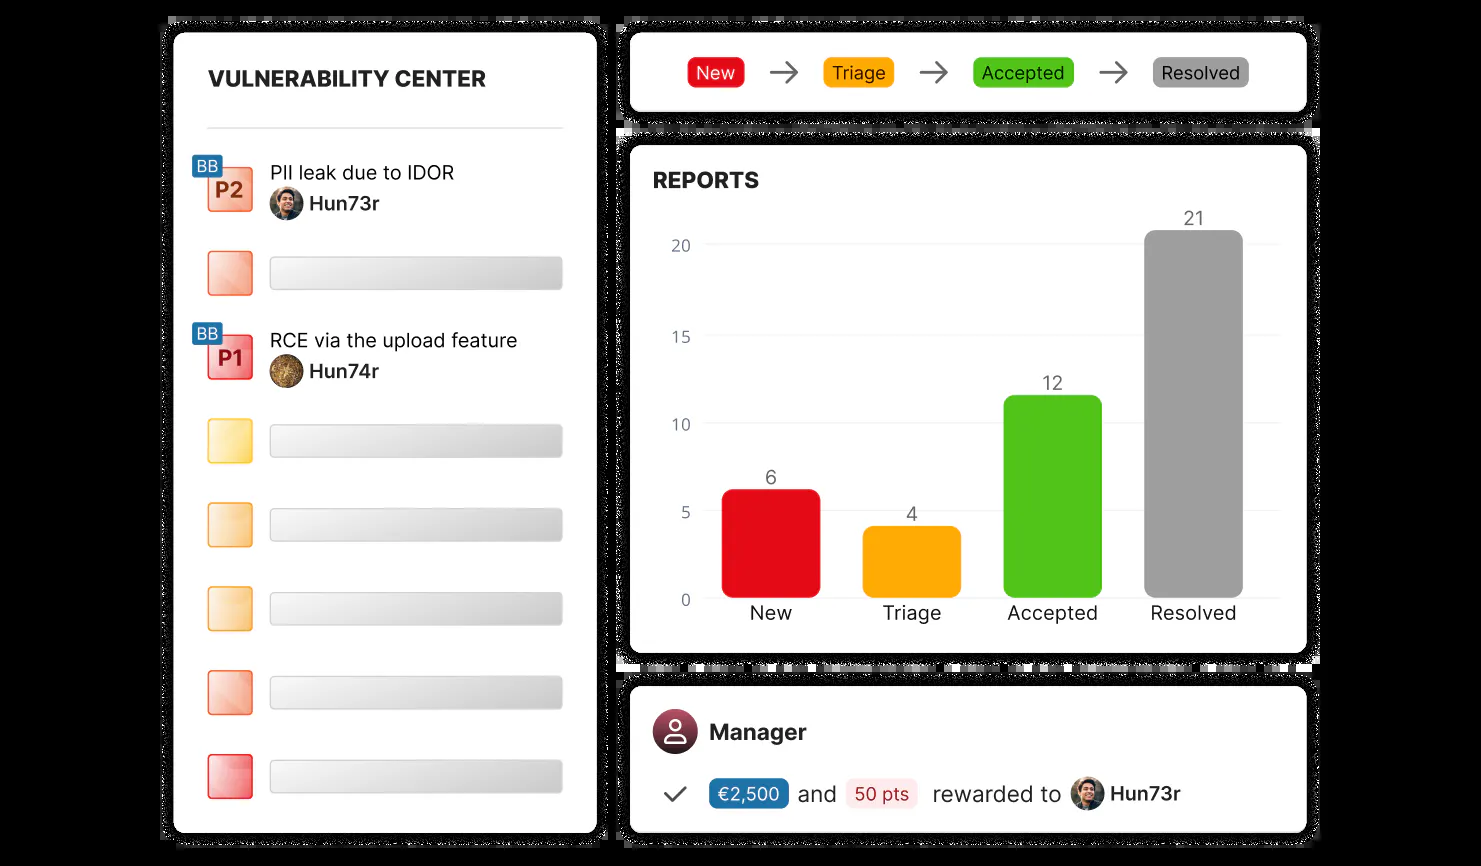 VULNERABILITY CENTER
BB
P2
PII leak due to IDOR
Hun73r
BB
P1
RCE via the upload feature
Hun74r
New → Triage → Accepted → Resolved
REPORTS
20
15
10
5
0
6
4
12
21
New Triage Accepted Resolved
Manager
€2,500 and 50 pts rewarded to Hun73r